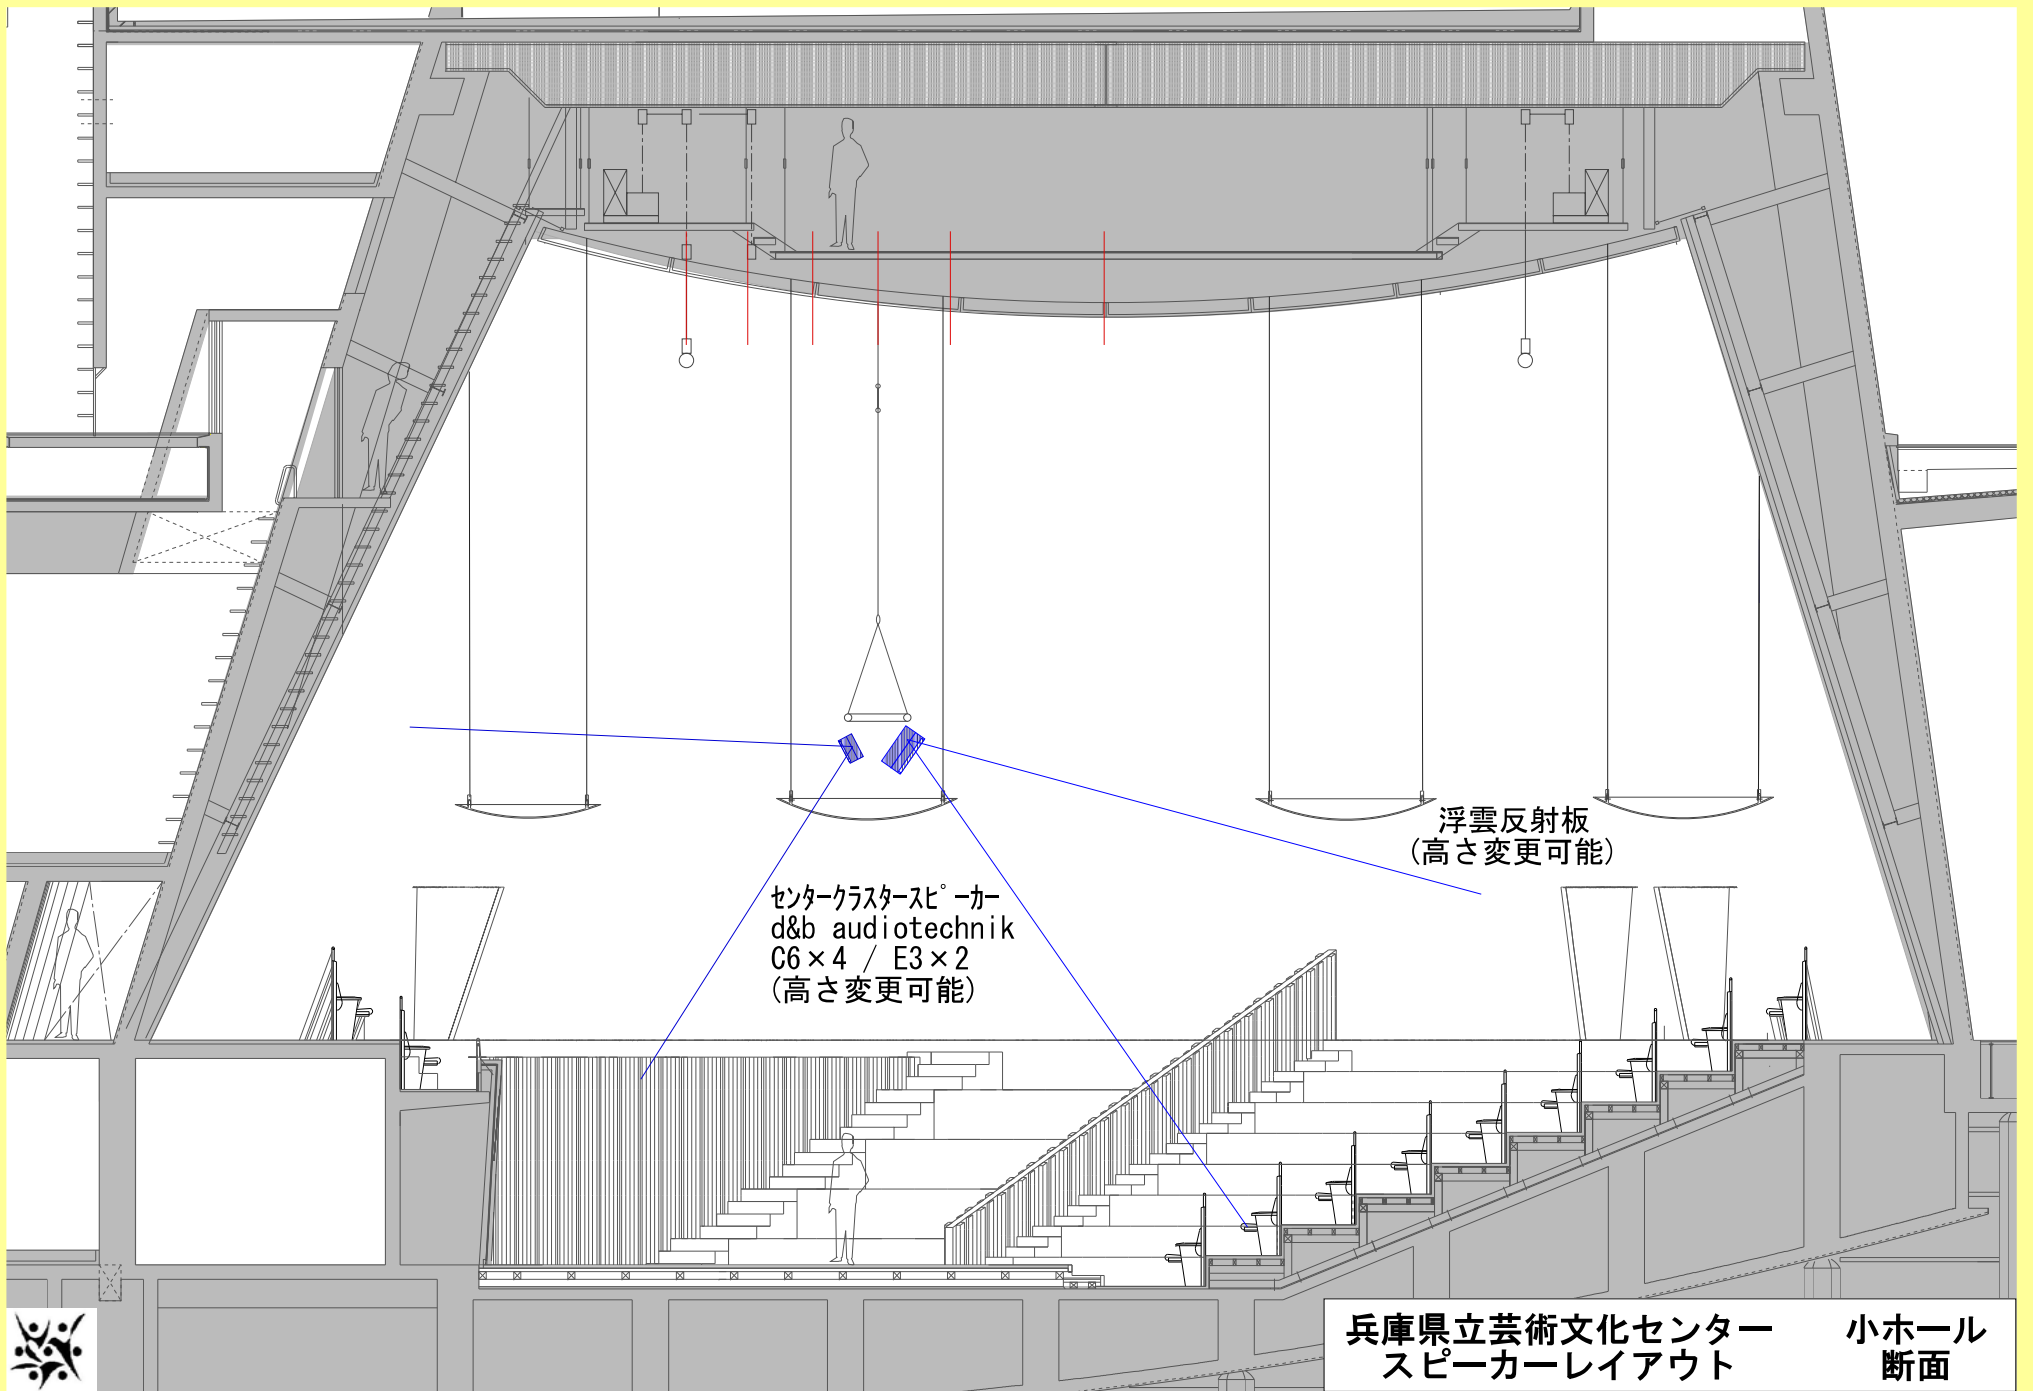 浮雲反射板
(高さ変更可能)
センタークラスタースピーカー
d&b audiotechnik
C6×4 / E3×2
(高さ変更可能)
兵庫県立芸術文化センター 小ホール
スピーカーレイアウト 断面